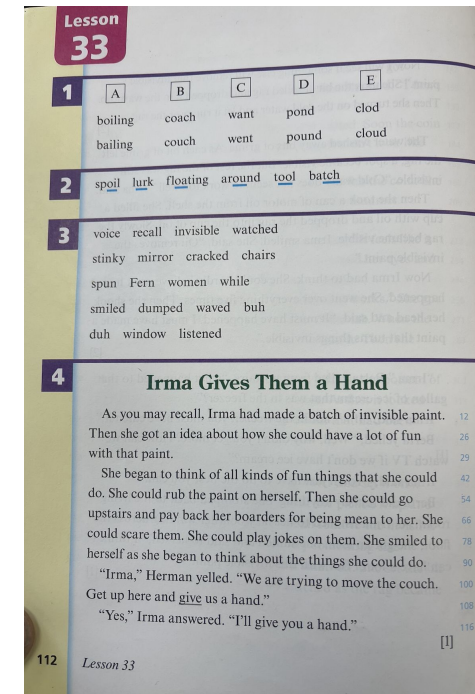 Lesson
33
1
A B C D E
boiling coach want pond clod
bailing couch went pound cloud
2 spoil lurk floating around tool batch
3
voice recall invisible watched
stinky mirror cracked chairs
spun Fern women while
smiled dumped waved buh
duh window listened
4
Irma Gives Them a Hand
As you may recall, Irma had made a batch of invisible paint. 12
Then she got an idea about how she could have a lot of fun 26
with that paint. 29
She began to think of all kinds of fun things that she could 42
do. She could rub the paint on herself. Then she could go 54
upstairs and pay back her boarders for being mean to her. She 66
could scare them. She could play jokes on them. She smiled to 78
herself as she began to think about the things she could do. 90
“Irma,” Herman yelled. “We are trying to move the couch. 100
Get up here and give us a hand.” 108
“Yes,” Irma answered. “I’ll give you a hand.” 116
[1]
112 Lesson 33